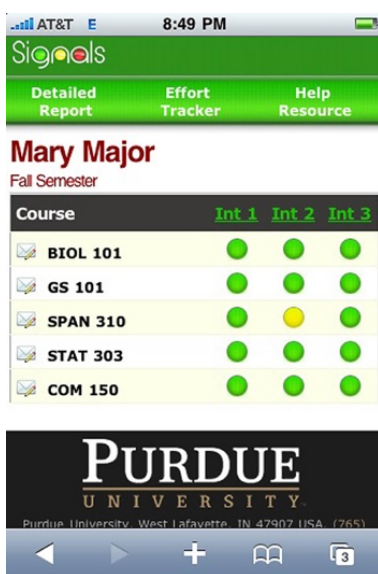 AT&T E 8:49 PM
Signals
Detailed Report
Effort Tracker
Help Resource
Mary Major
Fall Semester
Course Int 1 Int 2 Int 3
BIOL 101
GS 101
SPAN 310
STAT 303
COM 150
PURDUE
UNIVERSITY
Purdue University, West Lafayette, IN 47907 USA, (765)
3